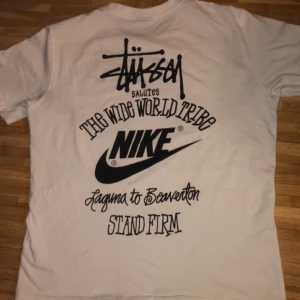 Stüssy
SALUTES
THE WIDE WORLD TRIBE
NIKE®
Laguna to Beaverton
STAND FIRM